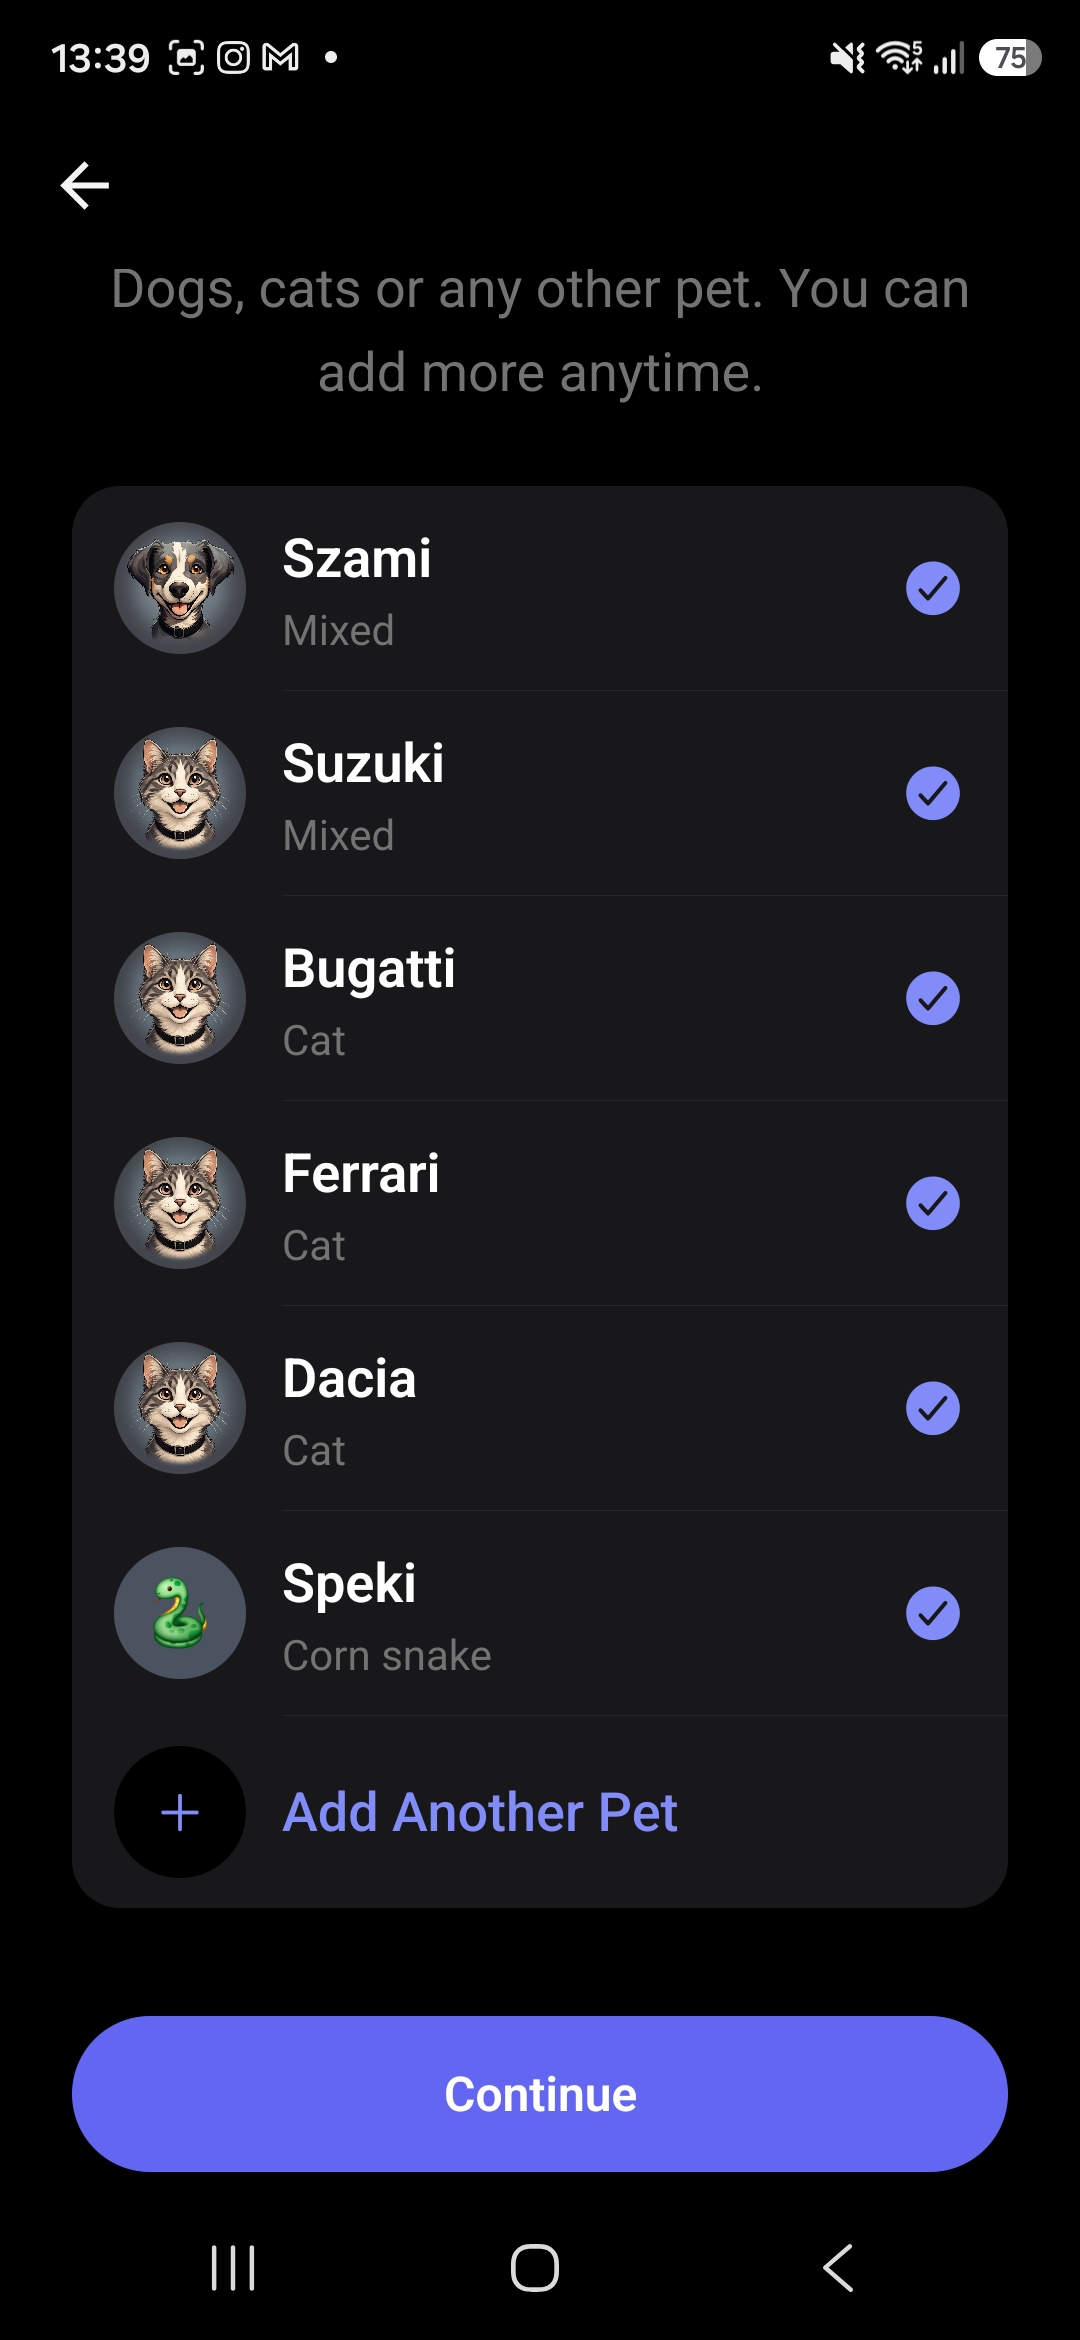 13:39
75
Dogs, cats or any other pet. You can
add more anytime.
Szami
Mixed
Suzuki
Mixed
Bugatti
Cat
Ferrari
Cat
Dacia
Cat
Speki
Corn snake
Add Another Pet
Continue